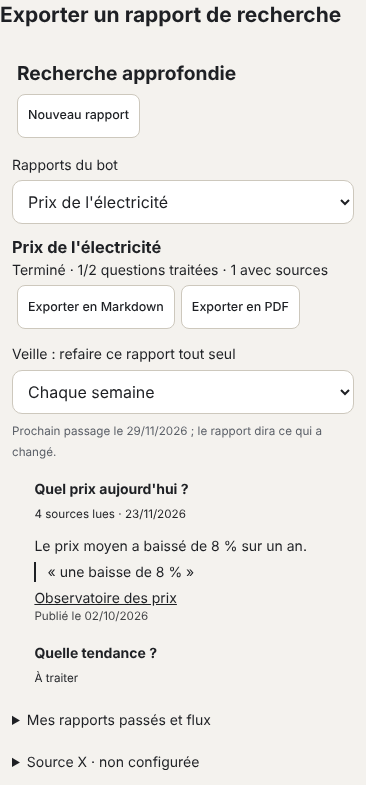 Exporter un rapport de recherche
Recherche approfondie
Nouveau rapport
Rapports du bot
Prix de l'électricité
Prix de l'électricité
Terminé · 1/2 questions traitées · 1 avec sources
Exporter en Markdown
Exporter en PDF
Veille : refaire ce rapport tout seul
Chaque semaine
Prochain passage le 29/11/2026 ; le rapport dira ce qui a
changé.
Quel prix aujourd'hui ?
4 sources lues · 23/11/2026
Le prix moyen a baissé de 8 % sur un an.
« une baisse de 8 % »
Observatoire des prix
Publié le 02/10/2026
Quelle tendance ?
À traiter
Mes rapports passés et flux
Source X · non configurée